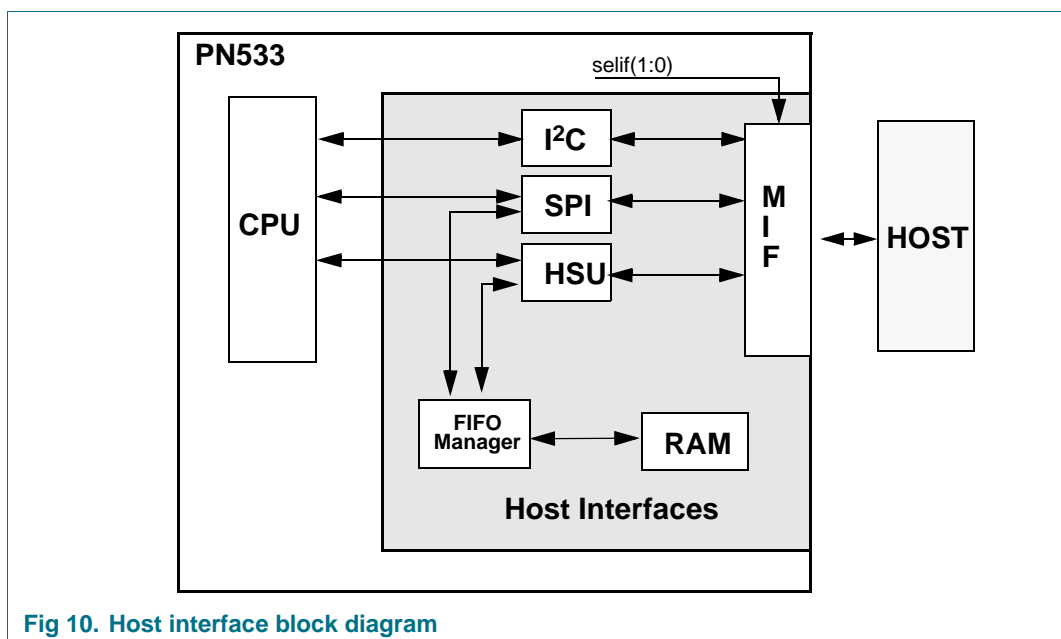 PN533
selif(1:0)
CPU
I²C
SPI
HSU
M
I
F
HOST
FIFO
Manager
RAM
Host Interfaces
Fig 10. Host interface block diagram